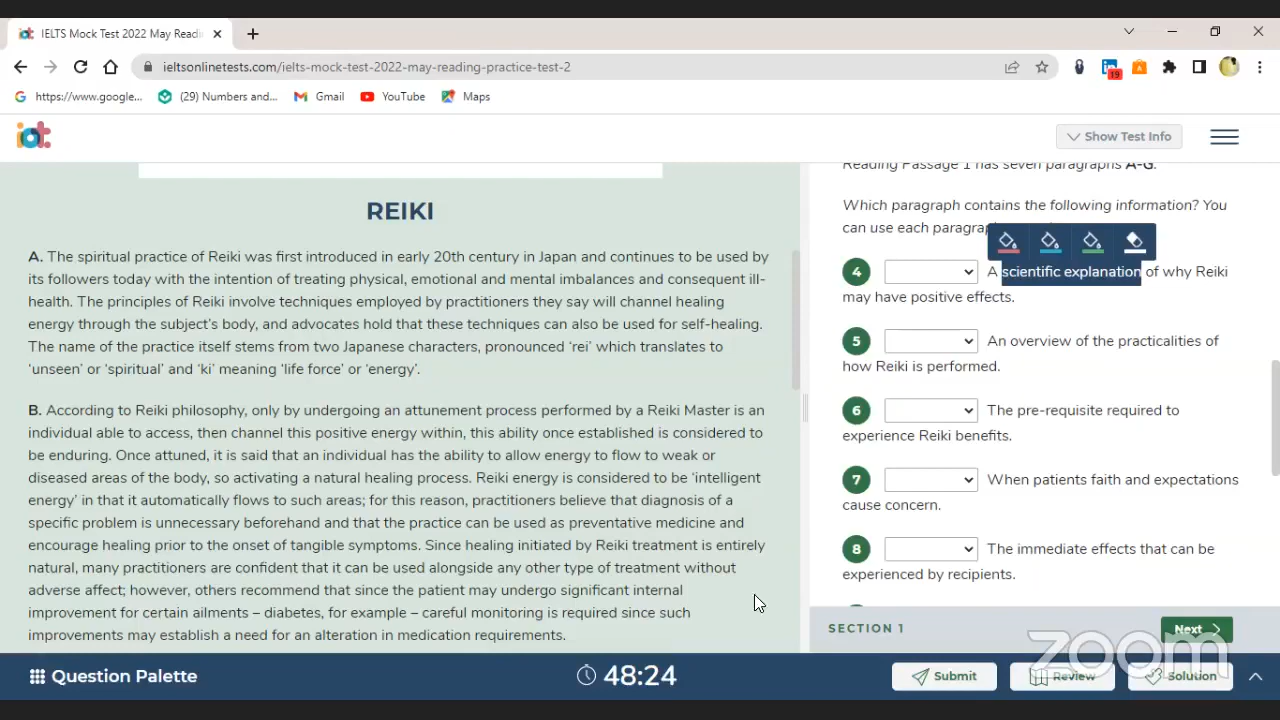 IELTS Mock Test 2022 May Readi
ieltsonlinetests.com/ielts-mock-test-2022-may-reading-practice-test-2
19
https://www.google... (29) Numbers and... Gmail YouTube Maps
iot
Show Test Info
REIKI
A. The spiritual practice of Reiki was first introduced in early 20th century in Japan and continues to be used by
its followers today with the intention of treating physical, emotional and mental imbalances and consequent ill-
health. The principles of Reiki involve techniques employed by practitioners they say will channel healing
energy through the subject's body, and advocates hold that these techniques can also be used for self-healing.
The name of the practice itself stems from two Japanese characters, pronounced 'rei' which translates to
'unseen' or 'spiritual' and 'ki' meaning 'life force' or 'energy'.
B. According to Reiki philosophy, only by undergoing an attunement process performed by a Reiki Master is an
individual able to access, then channel this positive energy within, this ability once established is considered to
be enduring. Once attuned, it is said that an individual has the ability to allow energy to flow to weak or
diseased areas of the body, so activating a natural healing process. Reiki energy is considered to be 'intelligent
energy' in that it automatically flows to such areas; for this reason, practitioners believe that diagnosis of a
specific problem is unnecessary beforehand and that the practice can be used as preventative medicine and
encourage healing prior to the onset of tangible symptoms. Since healing initiated by Reiki treatment is entirely
natural, many practitioners are confident that it can be used alongside any other type of treatment without
adverse affect; however, others recommend that since the patient may undergo significant internal
improvement for certain ailments – diabetes, for example – careful monitoring is required since such
improvements may establish a need for an alteration in medication requirements.
Reading Passage 1 has seven paragraphs A-G.
Which paragraph contains the following information? You
can use each paragraph
4 A scientific explanation of why Reiki
may have positive effects.
5 An overview of the practicalities of
how Reiki is performed.
6 The pre-requisite required to
experience Reiki benefits.
7 When patients faith and expectations
cause concern.
8 The immediate effects that can be
experienced by recipients.
SECTION 1
Next
zoom
Question Palette
48:24
Submit
Review
Solution